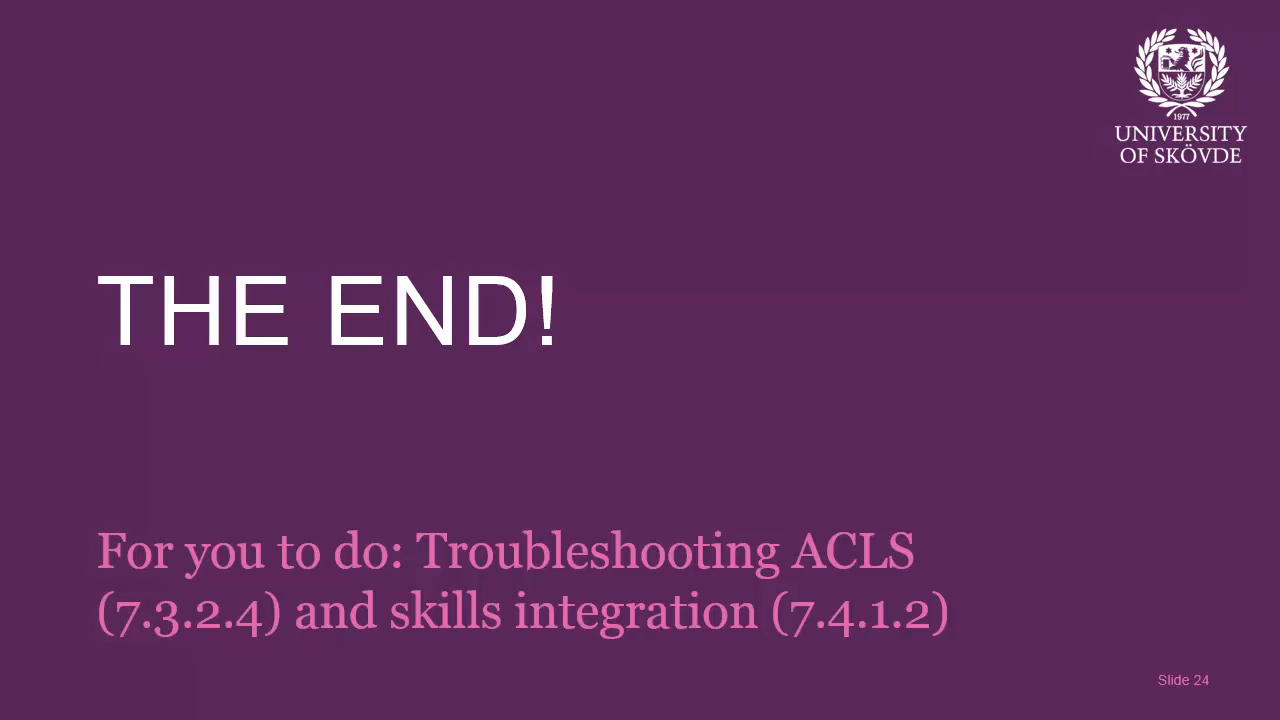 1977
UNIVERSITY
OF SKÖVDE
THE END!
For you to do: Troubleshooting ACLS
(7.3.2.4) and skills integration (7.4.1.2)
Slide 24